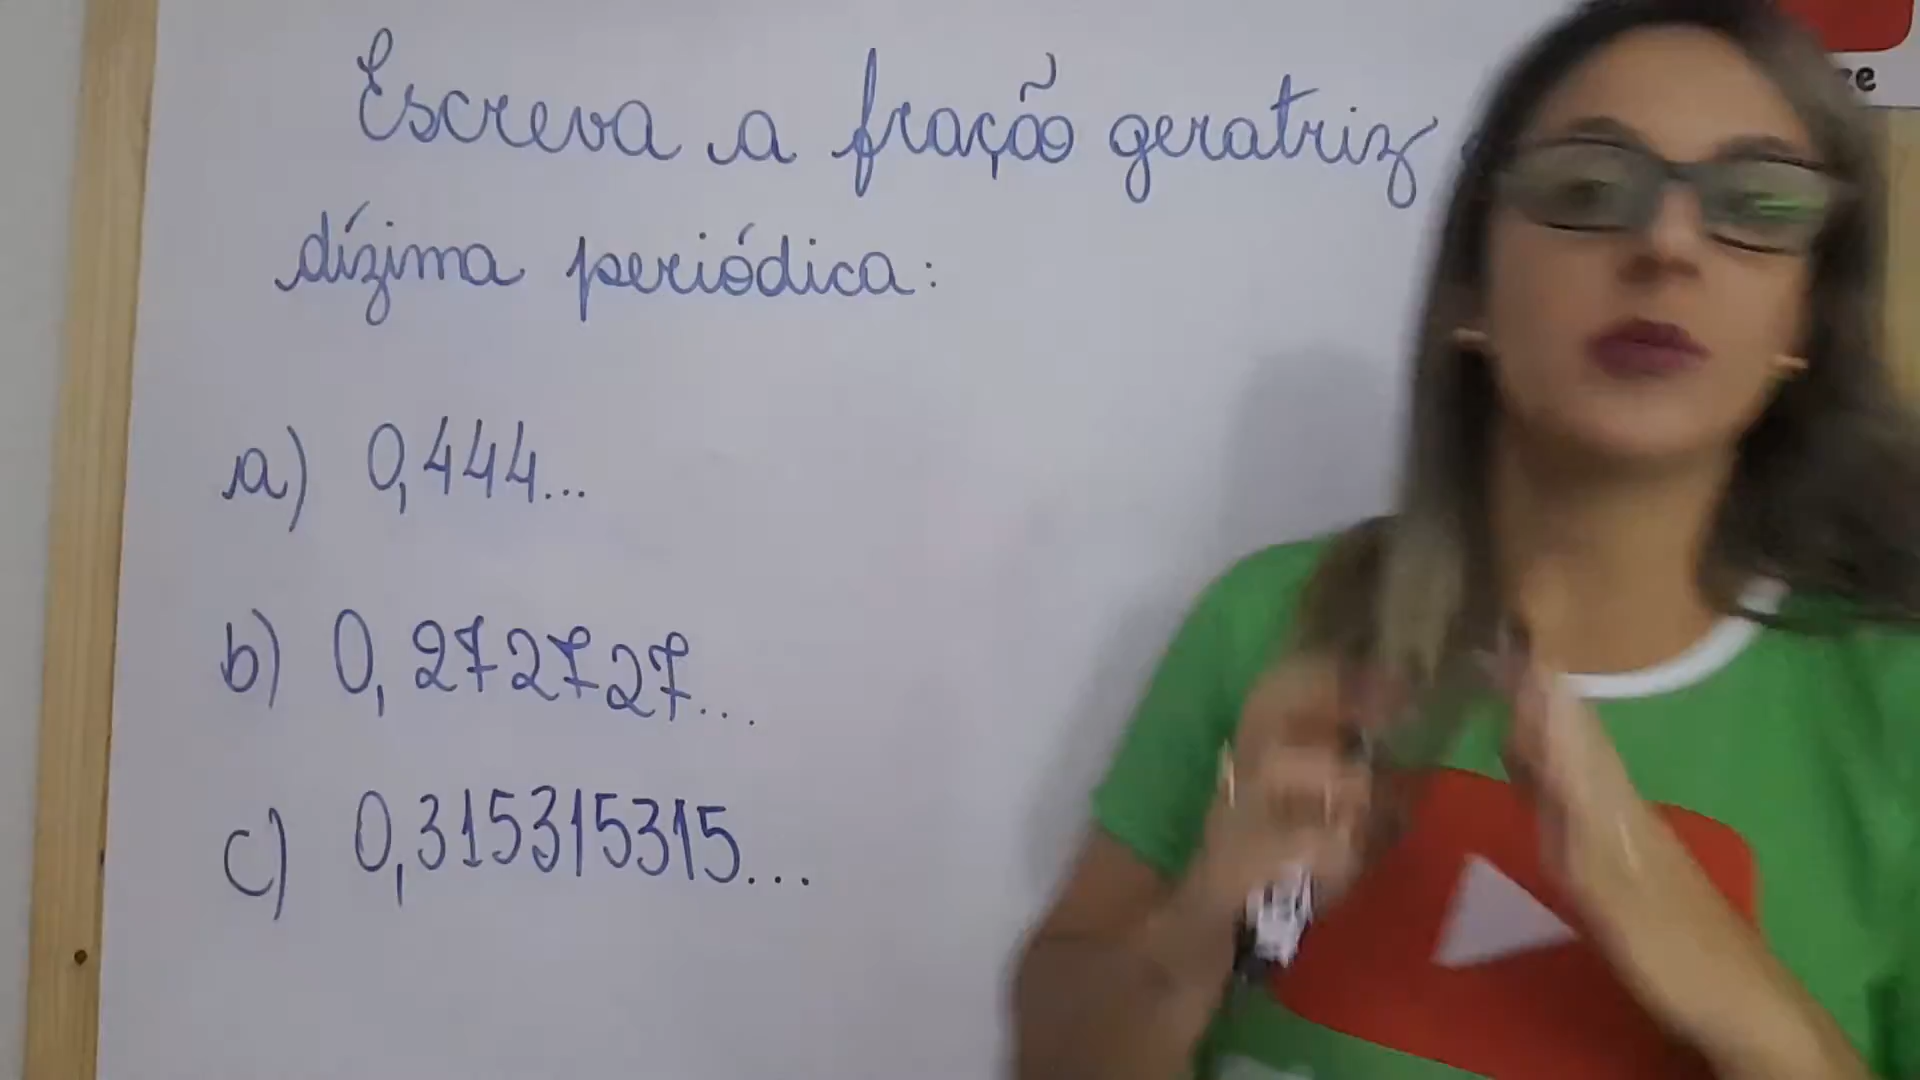 Escreva a fração geratriz
dízima periódica:
a) 0,444...
b) 0,272727...
c) 0,315315315...